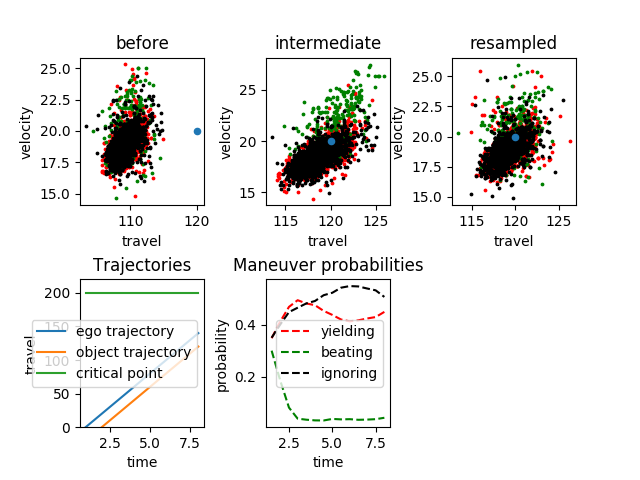 before
intermediate
resampled
25.0
22.5
20.0
17.5
15.0
velocity
110
120
travel
25
20
15
velocity
115
120
125
travel
25.0
22.5
20.0
17.5
15.0
velocity
115
120
125
travel
Trajectories
Maneuver probabilities
200
150
100
50
0
travel
ego trajectory
object trajectory
critical point
2.5
5.0
7.5
time
0.4
0.2
probability
yielding
beating
ignoring
2.5
5.0
7.5
time